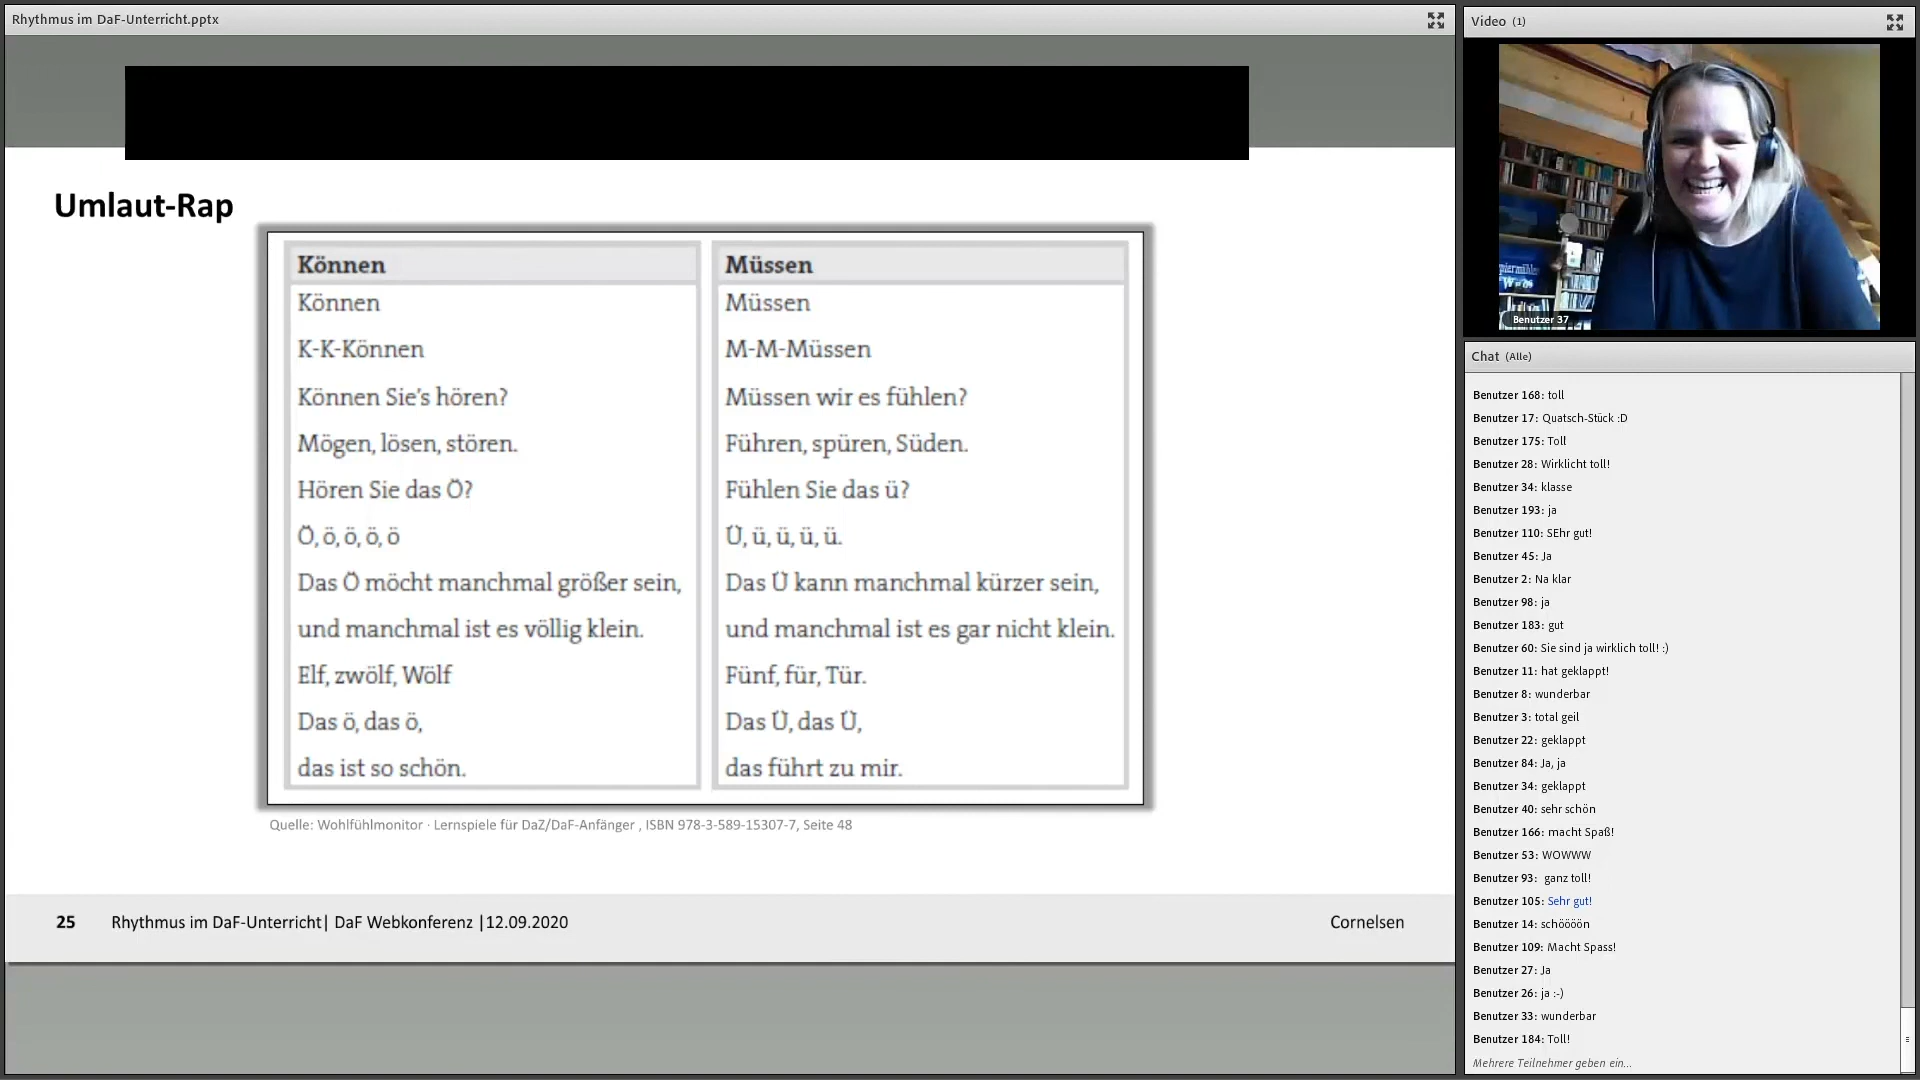 Rhythmus im DaF-Unterricht.pptx
Umlaut-Rap
Können
Können
K-K-Können
Können Sie's hören?
Mögen, lösen, stören.
Hören Sie das Ö?
Ö, ö, ö, ö, ö
Das Ö möcht manchmal größer sein,
und manchmal ist es völlig klein.
Elf, zwölf, Wölf
Das ö, das ö,
das ist so schön.
Müssen
Müssen
M-M-Müssen
Müssen wir es fühlen?
Führen, spüren, Süden.
Fühlen Sie das ü?
Ü, ü, ü, ü, ü.
Das Ü kann manchmal kürzer sein,
und manchmal ist es gar nicht klein.
Fünf, für, Tür.
Das Ü, das Ü,
das führt zu mir.
Quelle: Wohlfühlmonitor · Lernspiele für DaZ/DaF-Anfänger , ISBN 978-3-589-15307-7, Seite 48
25 Rhythmus im DaF-Unterricht| DaF Webkonferenz |12.09.2020 Cornelsen
Video (1)
Benutzer 37
Chat (Alle)
Benutzer 168: toll
Benutzer 17: Quatsch-Stück :D
Benutzer 175: Toll
Benutzer 28: Wirklicht toll!
Benutzer 34: klasse
Benutzer 193: ja
Benutzer 110: SEhr gut!
Benutzer 45: Ja
Benutzer 2: Na klar
Benutzer 98: ja
Benutzer 183: gut
Benutzer 60: Sie sind ja wirklich toll! :)
Benutzer 11: hat geklappt!
Benutzer 8: wunderbar
Benutzer 3: total geil
Benutzer 22: geklappt
Benutzer 84: Ja, ja
Benutzer 34: geklappt
Benutzer 40: sehr schön
Benutzer 166: macht Spaß!
Benutzer 53: WOWWW
Benutzer 93: ganz toll!
Benutzer 105: Sehr gut!
Benutzer 14: schöööön
Benutzer 109: Macht Spass!
Benutzer 27: Ja
Benutzer 26: ja :-)
Benutzer 33: wunderbar
Benutzer 184: Toll!
Mehrere Teilnehmer geben ein...